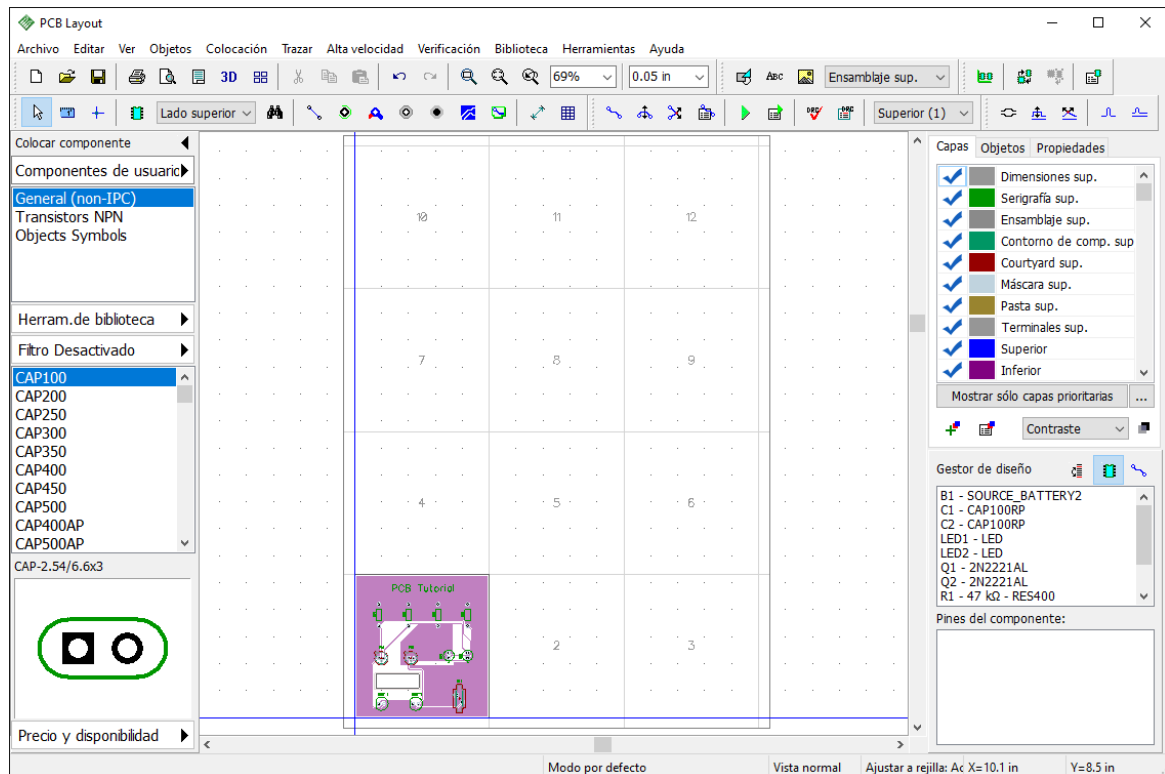 PCB Layout
Archivo Editar Ver Objetos Colocación Trazar Alta velocidad Verificación Biblioteca Herramientas Ayuda
3D 69% 0.05 in ABC Ensamblaje sup.
Lado superior Superior (1)
Colocar componente
Componentes de usuaric
General (non-IPC)
Transistors NPN
Objects Symbols
Herram.de biblioteca
Filtro Desactivado
CAP100
CAP200
CAP250
CAP300
CAP350
CAP400
CAP450
CAP500
CAP400AP
CAP500AP
CAP-2.54/6.6x3
Precio y disponibilidad
10 11 12
7 8 9
4 5 6
PCB Tutorial
2 3
Capas Objetos Propiedades
Dimensiones sup.
Serigrafía sup.
Ensamblaje sup.
Contorno de comp. sup
Courtyard sup.
Máscara sup.
Pasta sup.
Terminales sup.
Superior
Inferior
Mostrar sólo capas prioritarias ...
Contraste
Gestor de diseño
B1 - SOURCE_BATTERY2
C1 - CAP100RP
C2 - CAP100RP
LED1 - LED
LED2 - LED
Q1 - 2N2221AL
Q2 - 2N2221AL
R1 - 47 kΩ - RES400
Pines del componente:
Modo por defecto Vista normal Ajustar a rejilla: Ac X=10.1 in Y=8.5 in